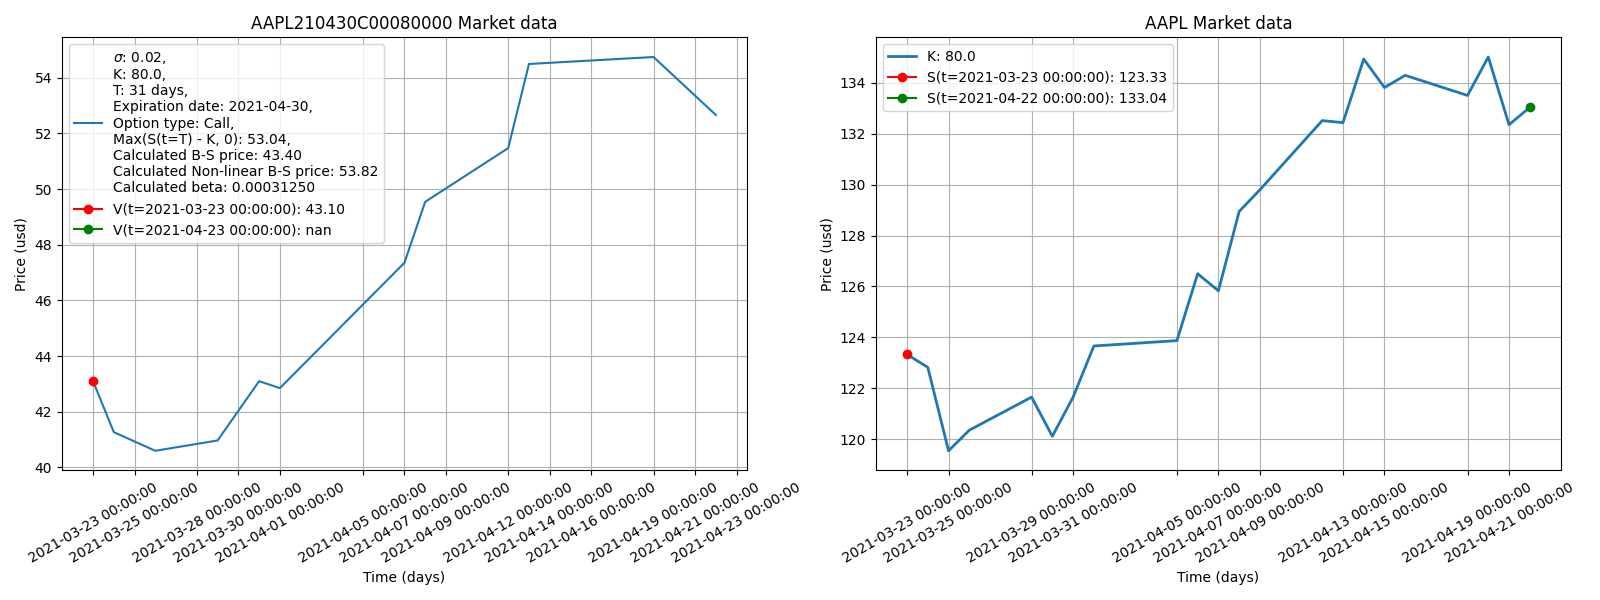 AAPL210430C00080000 Market data
σ: 0.02,
K: 80.0,
T: 31 days,
Expiration date: 2021-04-30,
Option type: Call,
Max(S(t=T) - K, 0): 53.04,
Calculated B-S price: 43.40
Calculated Non-linear B-S price: 53.82
Calculated beta: 0.00031250
V(t=2021-03-23 00:00:00): 43.10
V(t=2021-04-23 00:00:00): nan
Price (usd)
54
52
50
48
46
44
42
40
2021-03-23 00:00:00
2021-03-25 00:00:00
2021-03-28 00:00:00
2021-03-30 00:00:00
2021-04-01 00:00:00
2021-04-05 00:00:00
2021-04-07 00:00:00
2021-04-09 00:00:00
2021-04-12 00:00:00
2021-04-14 00:00:00
2021-04-16 00:00:00
2021-04-19 00:00:00
2021-04-21 00:00:00
2021-04-23 00:00:00
Time (days)
AAPL Market data
K: 80.0
S(t=2021-03-23 00:00:00): 123.33
S(t=2021-04-22 00:00:00): 133.04
Price (usd)
134
132
130
128
126
124
122
120
2021-03-23 00:00:00
2021-03-25 00:00:00
2021-03-29 00:00:00
2021-03-31 00:00:00
2021-04-05 00:00:00
2021-04-07 00:00:00
2021-04-09 00:00:00
2021-04-13 00:00:00
2021-04-15 00:00:00
2021-04-19 00:00:00
2021-04-21 00:00:00
Time (days)